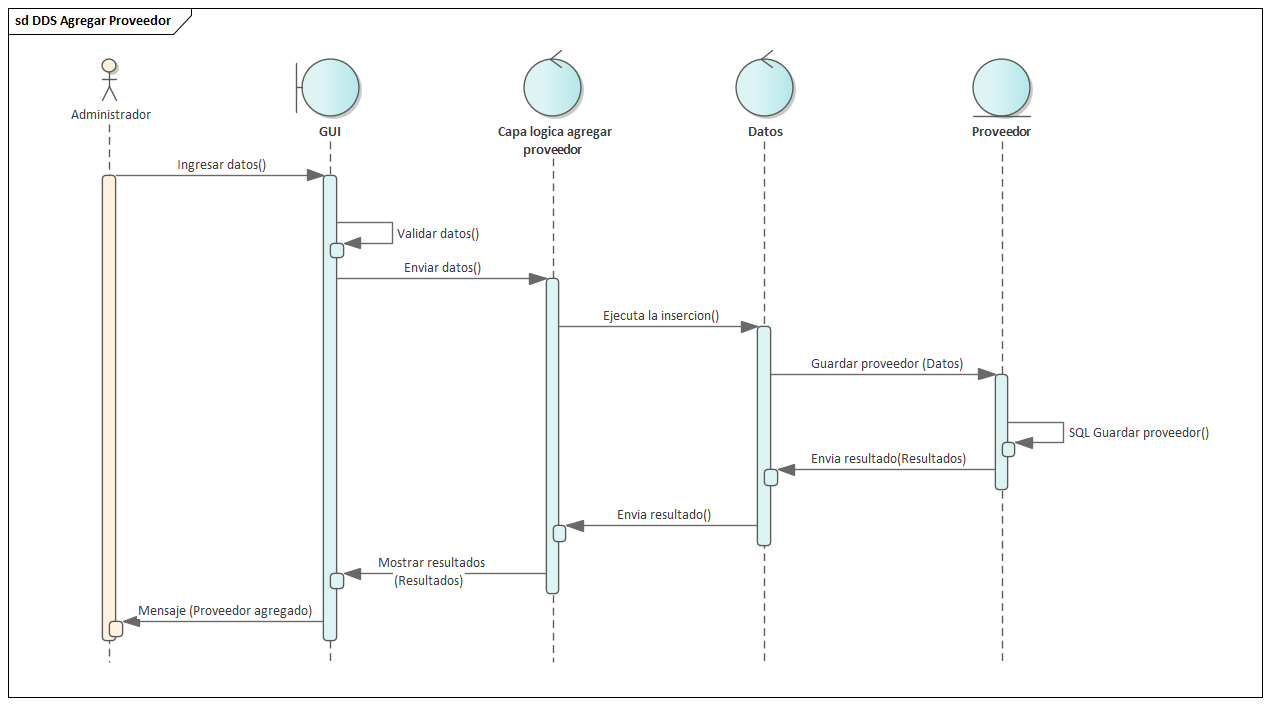 sd DDS Agregar Proveedor
Administrador
GUI
Capa logica agregar
proveedor
Datos
Proveedor
Ingresar datos()
Validar datos()
Enviar datos()
Ejecuta la insercion()
Guardar proveedor (Datos)
SQL Guardar proveedor()
Envia resultado(Resultados)
Envia resultado()
Mostrar resultados
(Resultados)
Mensaje (Proveedor agregado)